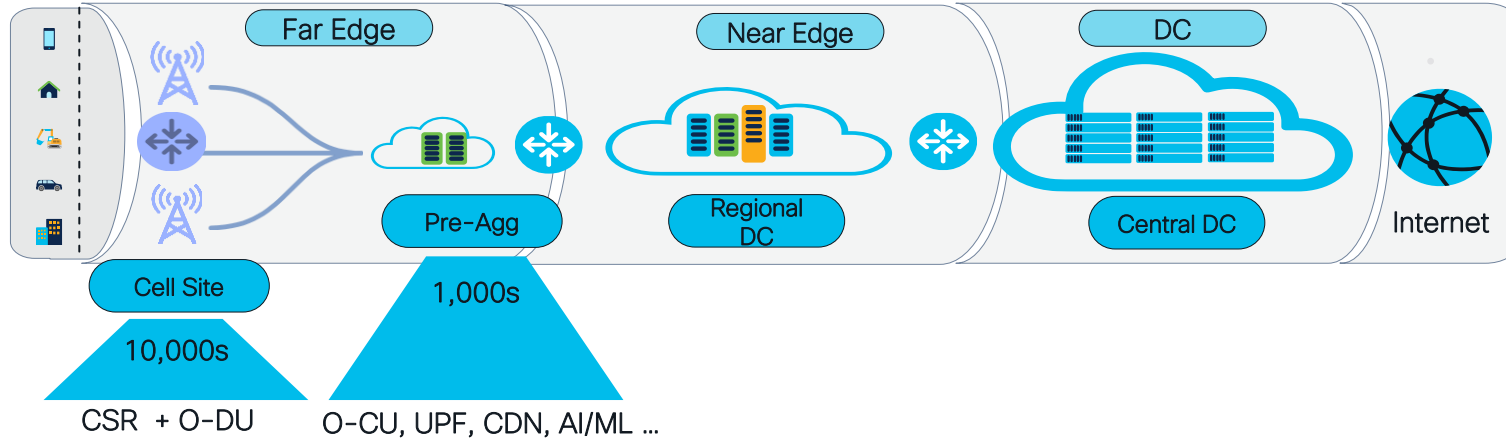 Far Edge
Near Edge
DC
Pre-Agg
Regional
DC
Central DC
Internet
Cell Site
1,000s
10,000s
CSR + O-DU
O-CU, UPF, CDN, AI/ML ...